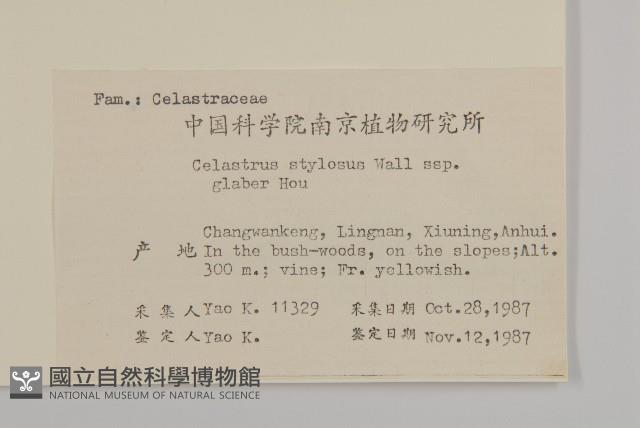 Fam.: Celastraceae
中国科学院南京植物研究所
Celastrus stylosus Wall ssp.
glaber Hou
产 地 Changwankeng, Lingnan, Xiuning,Anhui.
In the bush-woods, on the slopes;Alt.
300 m.; vine; Fr. yellowish.
采集人 Yao K. 11329 采集日期 Oct.28,1987
鉴定人 Yao K. 鉴定日期 Nov.12,1987
國立自然科學博物館
NATIONAL MUSEUM OF NATURAL SCIENCE